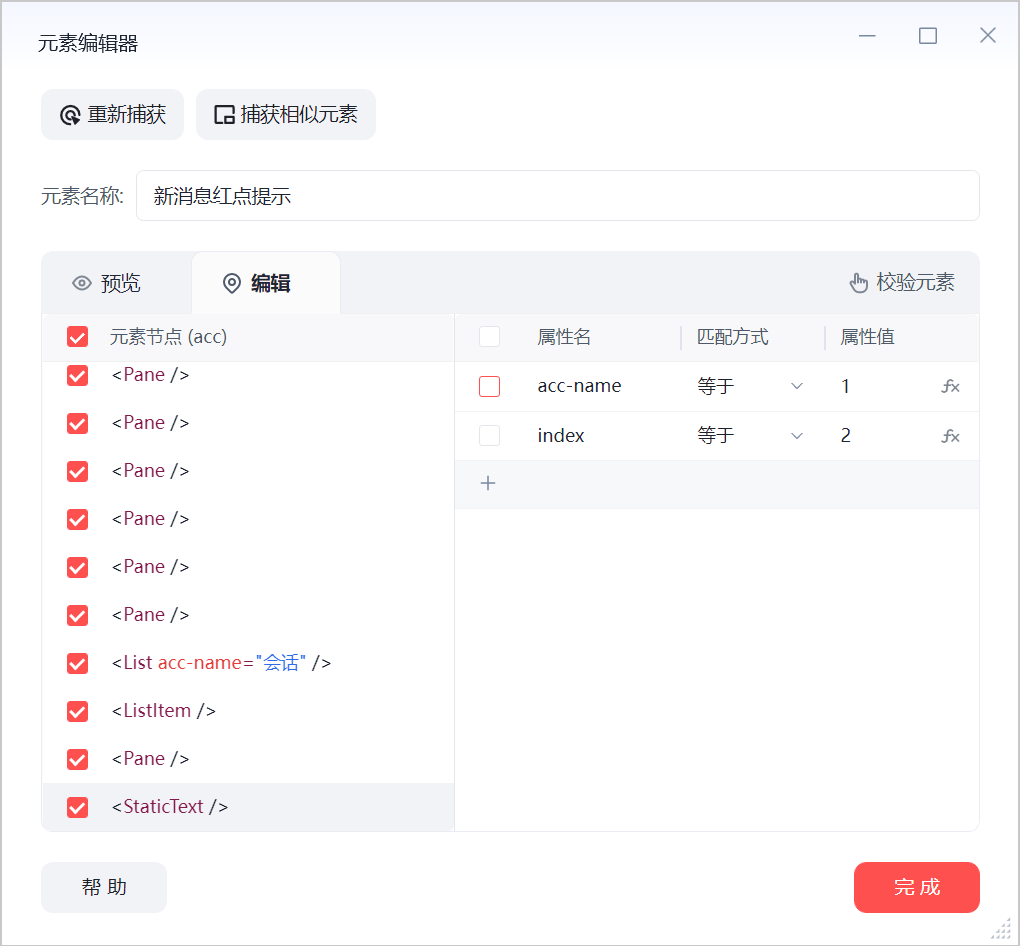 元素编辑器
重新捕获 捕获相似元素
元素名称: 新消息红点提示
预览 编辑 校验元素
元素节点 (acc) 属性名 匹配方式 属性值
<Pane /> acc-name 等于 1 fx
<Pane /> index 等于 2 fx
<Pane /> +
<Pane />
<Pane />
<Pane />
<List acc-name="会话" />
<ListItem />
<Pane />
<StaticText />
帮 助 完 成